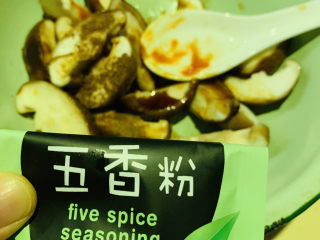 五香粉
five spice
seasoning